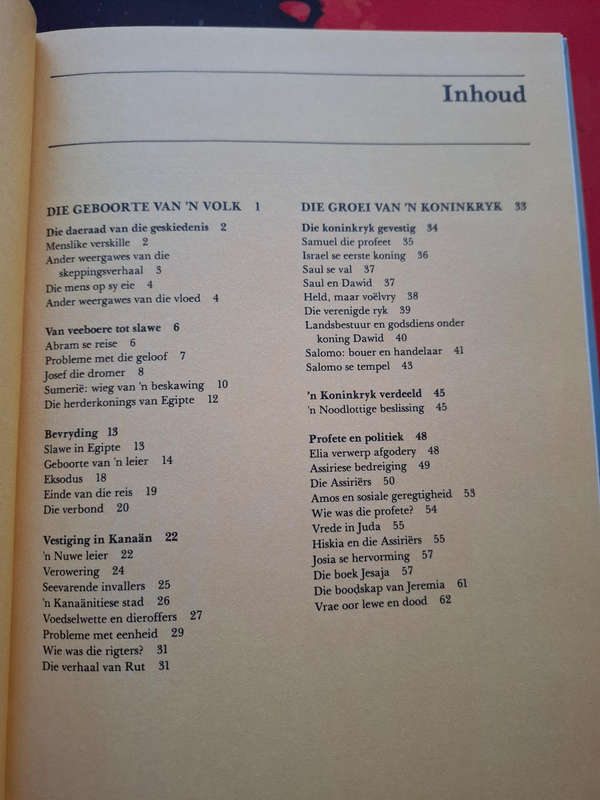 Inhoud
DIE GEBOORTE VAN 'N VOLK 1
Die daeraad van die geskiedenis 2
Menslike verskille 2
Ander weergawes van die
skeppingsverhaal 3
Die mens op sy eie 4
Ander weergawes van die vloed 4
Van veeboere tot slawe 6
Abram se reise 6
Probleme met die geloof 7
Josef die dromer 8
Sumerië: wieg van 'n beskawing 10
Die herderkonings van Egipte 12
Bevryding 13
Slawe in Egipte 13
Geboorte van 'n leier 14
Eksodus 18
Einde van die reis 19
Die verbond 20
Vestiging in Kanaän 22
'n Nuwe leier 22
Verowering 24
Seevarende invallers 25
'n Kanaänitiese stad 26
Voedselwette en dieroffers 27
Probleme met eenheid 29
Wie was die rigters? 31
Die verhaal van Rut 31
DIE GROEI VAN 'N KONINKRYK 33
Die koninkryk gevestig 34
Samuel die profeet 35
Israel se eerste koning 36
Saul se val 37
Saul en Dawid 37
Held, maar voëlvry 38
Die verenigde ryk 39
Landsbestuur en godsdiens onder
koning Dawid 40
Salomo: bouer en handelaar 41
Salomo se tempel 43
'n Koninkryk verdeeld 45
'n Noodlottige beslissing 45
Profete en politiek 48
Elia verwerp afgodery 48
Assiriese bedreiging 49
Die Assiriërs 50
Amos en sosiale geregtigheid 53
Wie was die profete? 54
Vrede in Juda 55
Hiskia en die Assiriërs 55
Josia se hervorming 57
Die boek Jesaja 57
Die boodskap van Jeremia 61
Vrae oor lewe en dood 62